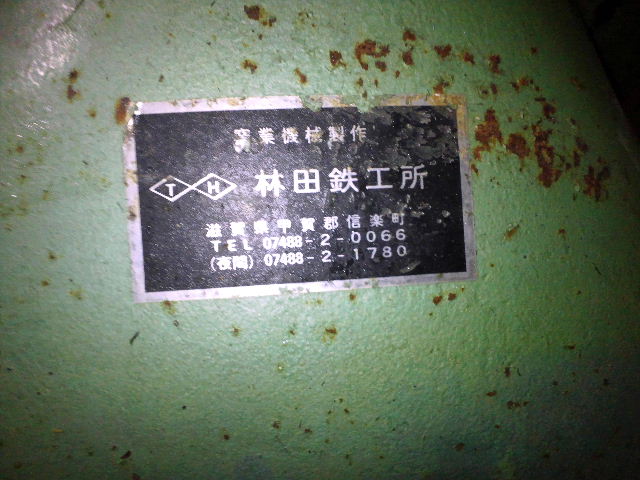 窯業機械製作
T H 林田鉄工所
滋賀県甲賀郡信楽町
TEL 07488-2-0066
(夜間) 07488-2-1780